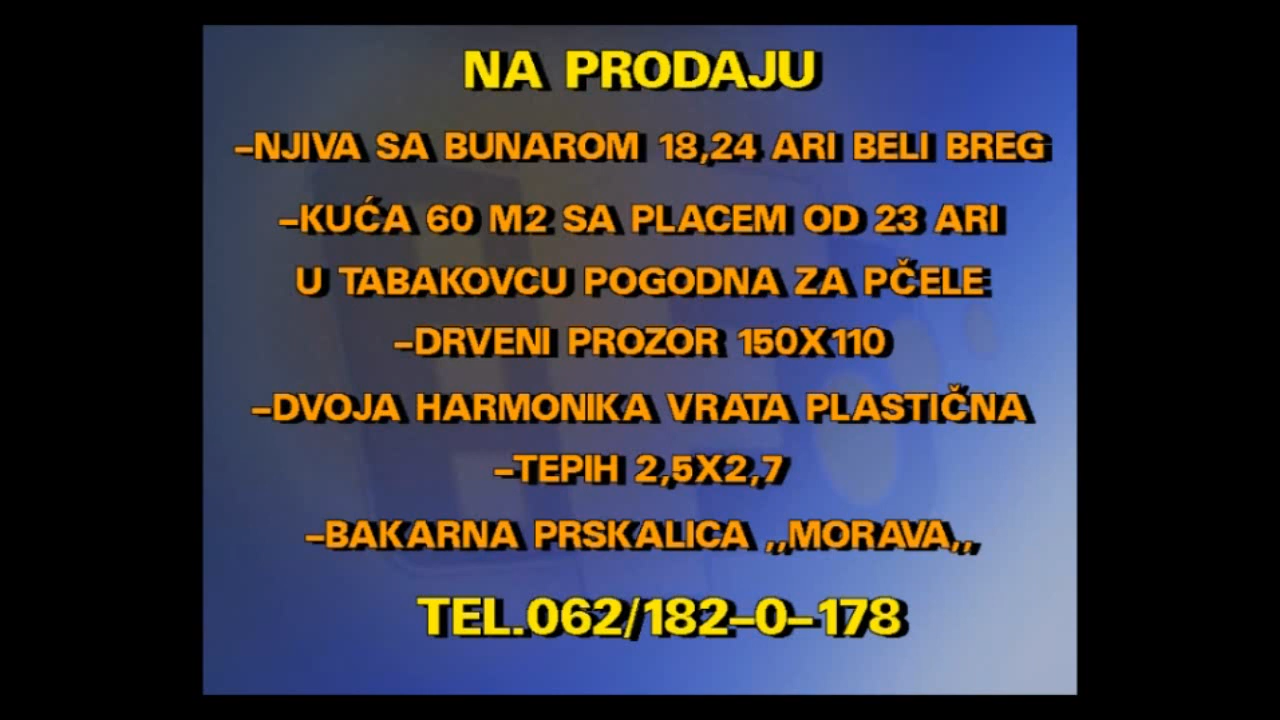 NA PRODAJU
-NJIVA SA BUNAROM 18,24 ARI BELI BREG
-KUĆA 60 M2 SA PLACEM OD 23 ARI
U TABAKOVCU POGODNA ZA PČELE
-DRVENI PROZOR 150X110
-DVOJA HARMONIKA VRATA PLASTIČNA
-TEPIH 2,5X2,7
-BAKARNA PRSKALICA ,,MORAVA,,
TEL.062/182-0-178